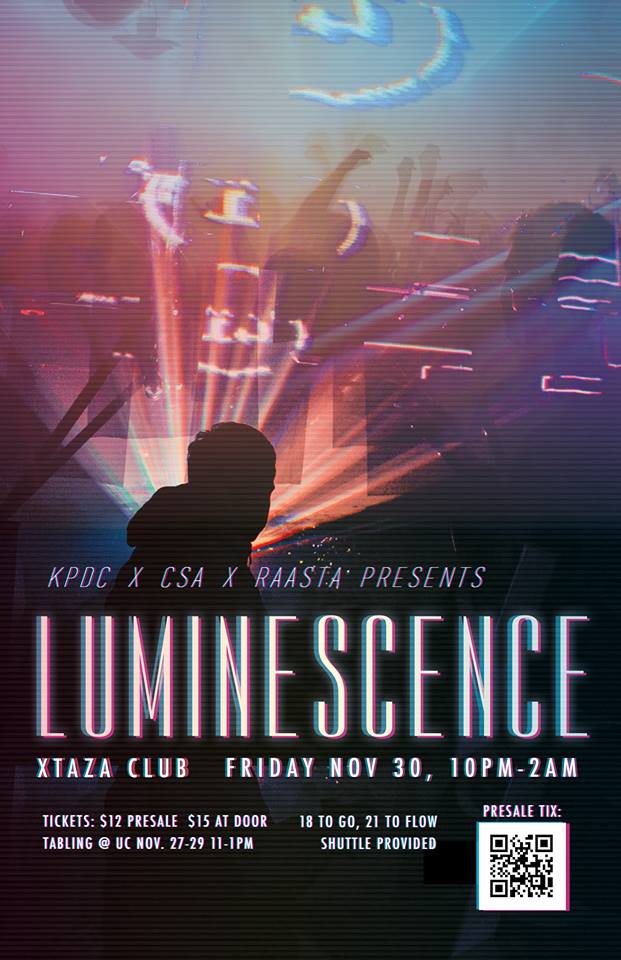 KPDC X CSA X RAASTA PRESENTS
LUMINESCENCE
XTAZA CLUB FRIDAY NOV 30, 10PM-2AM
TICKETS: $12 PRESALE $15 AT DOOR
TABLING @ UC NOV. 27-29 11-1PM
18 TO GO, 21 TO FLOW
SHUTTLE PROVIDED
PRESALE TIX: